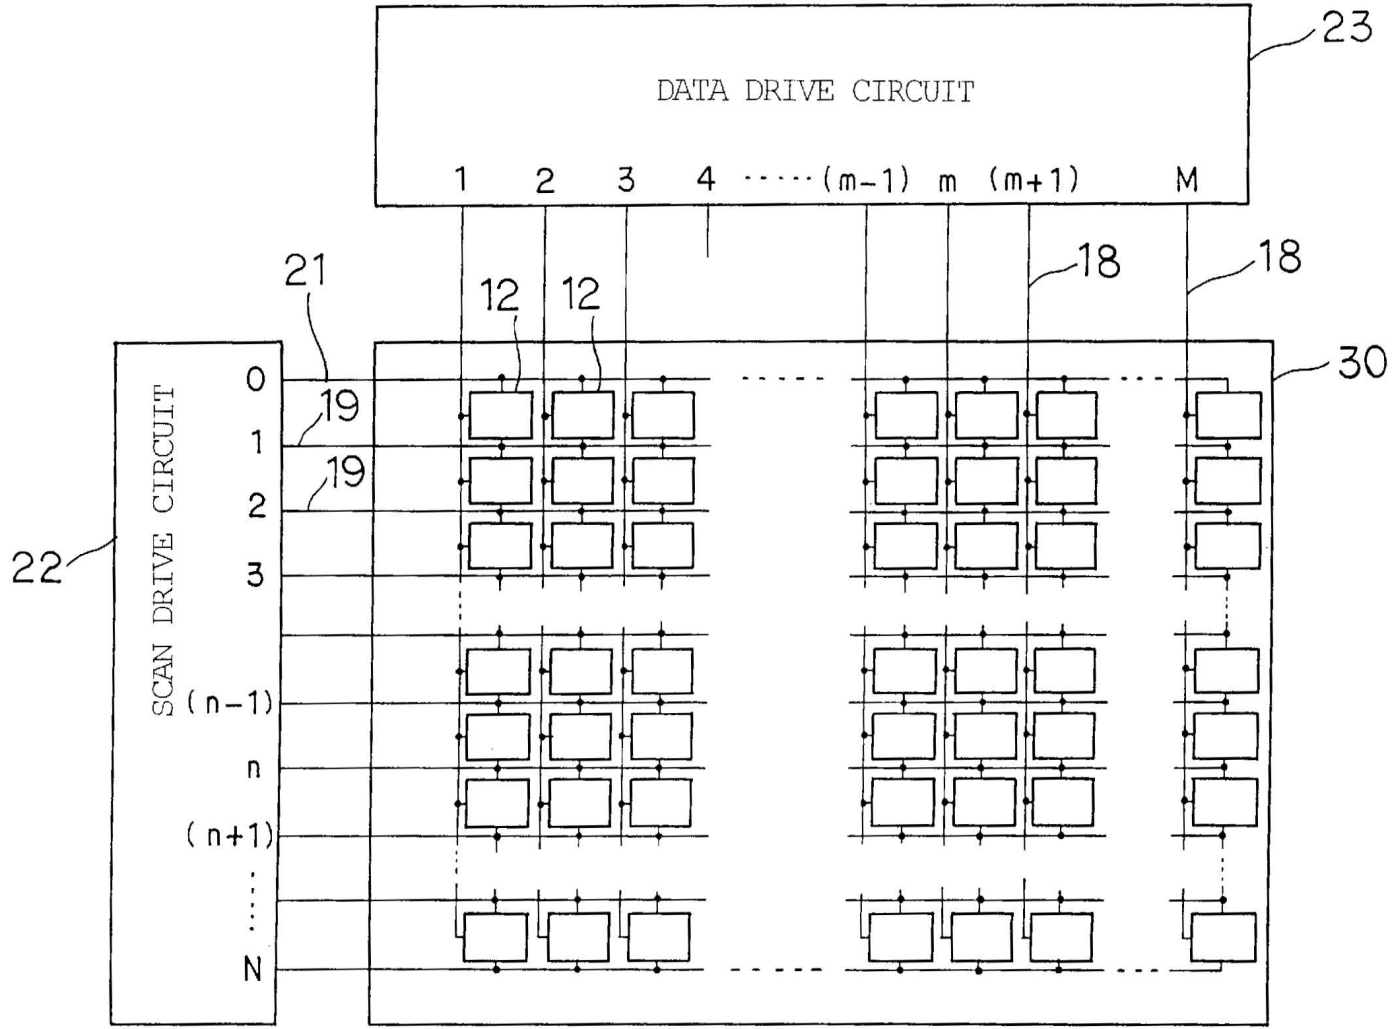 23
DATA DRIVE CIRCUIT
1 2 3 4 ····· (m-1) m (m+1) M
21
12 12
18 18
30
0
19
1
19
2
22
SCAN DRIVE CIRCUIT
3
(n-1)
n
(n+1)
N